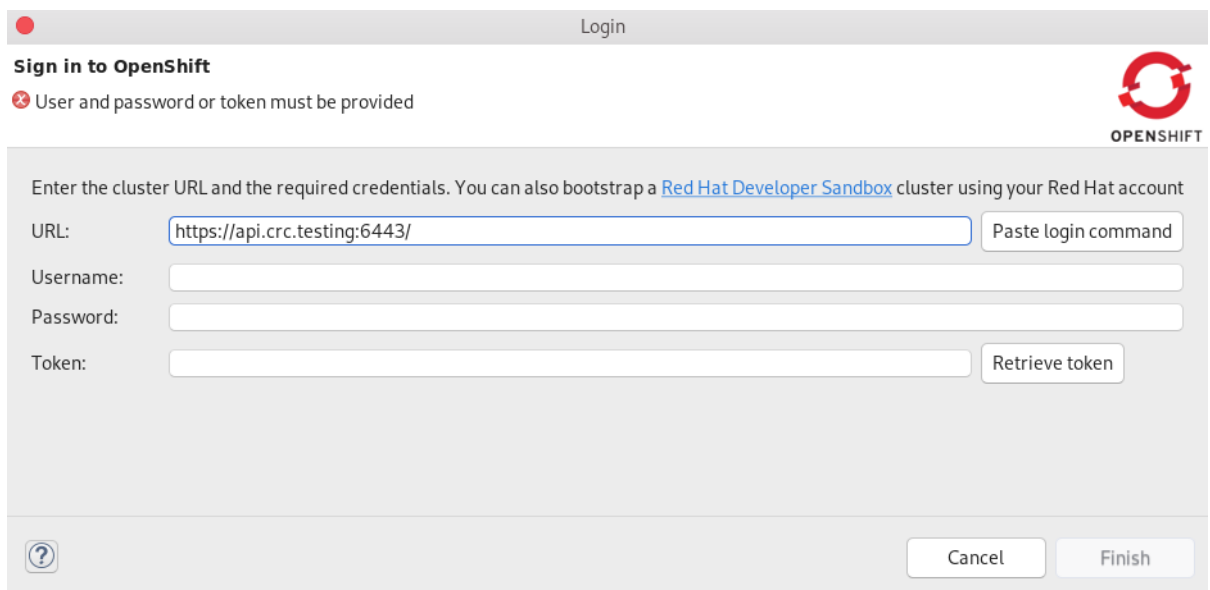 Login
Sign in to OpenShift
User and password or token must be provided
OPENSHIFT
Enter the cluster URL and the required credentials. You can also bootstrap a Red Hat Developer Sandbox cluster using your Red Hat account
URL: https://api.crc.testing:6443/ Paste login command
Username:
Password:
Token: Retrieve token
? Cancel Finish